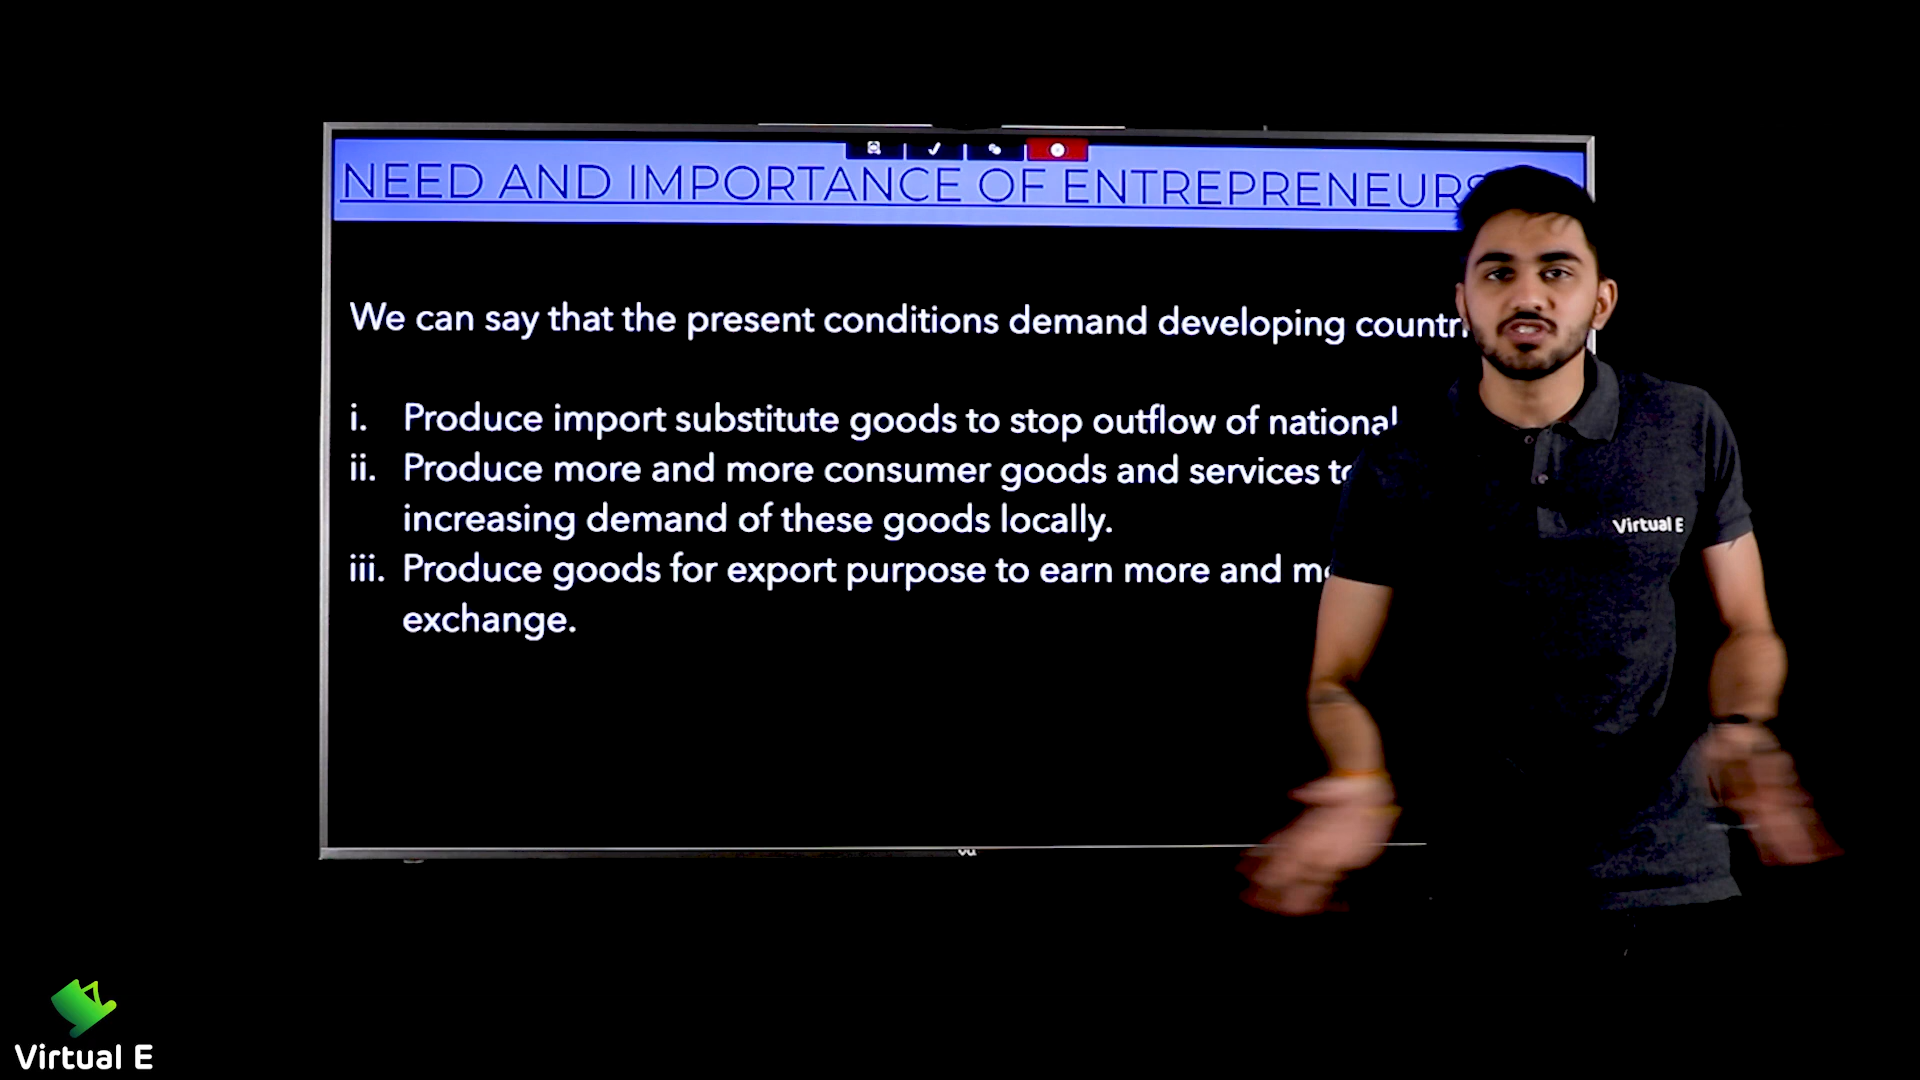 NEED AND IMPORTANCE OF ENTREPRENEURS
We can say that the present conditions demand developing
i. Produce import substitute goods to stop outflow of national
ii. Produce more and more consumer goods and services
increasing demand of these goods locally.
iii. Produce goods for export purpose to earn more and
exchange.
Virtual E
vu
Virtual E